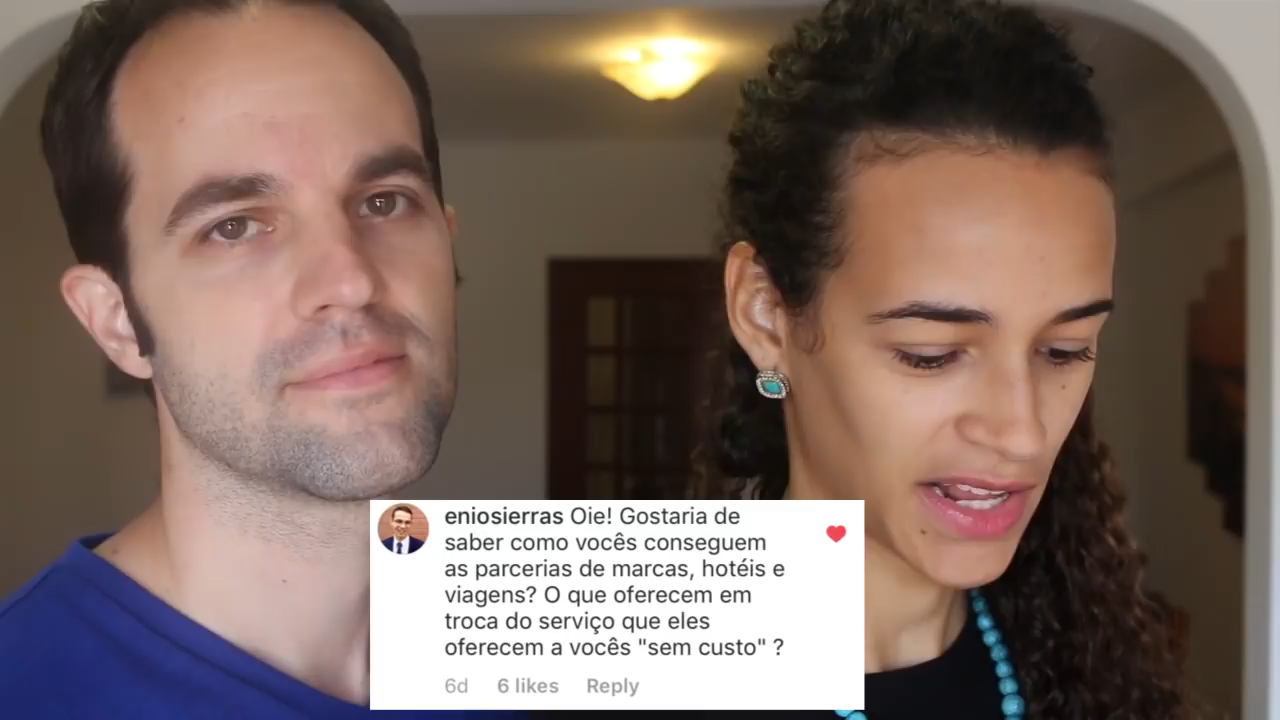 eniosierras Oie! Gostaria de
saber como vocês conseguem
as parcerias de marcas, hotéis e
viagens? O que oferecem em
troca do serviço que eles
oferecem a vocês "sem custo" ?
6d 6 likes Reply